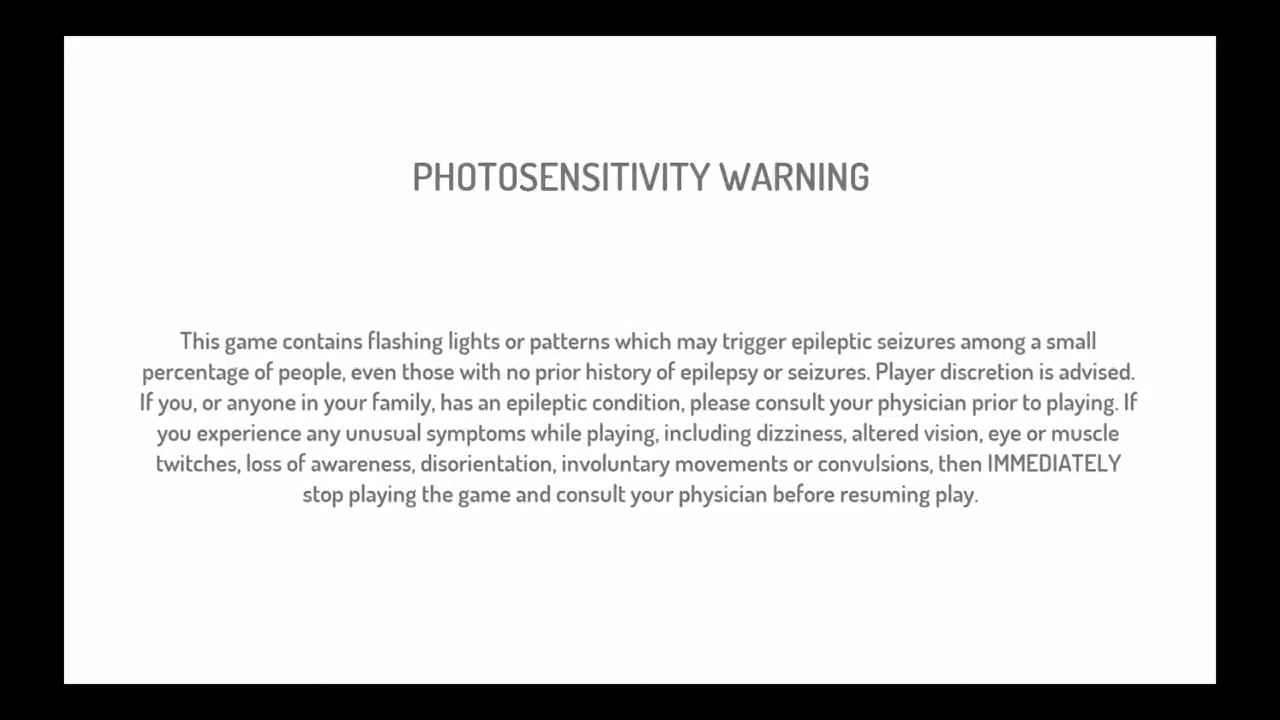 PHOTOSENSITIVITY WARNING
This game contains flashing lights or patterns which may trigger epileptic seizures among a small
percentage of people, even those with no prior history of epilepsy or seizures. Player discretion is advised.
If you, or anyone in your family, has an epileptic condition, please consult your physician prior to playing. If
you experience any unusual symptoms while playing, including dizziness, altered vision, eye or muscle
twitches, loss of awareness, disorientation, involuntary movements or convulsions, then IMMEDIATELY
stop playing the game and consult your physician before resuming play.